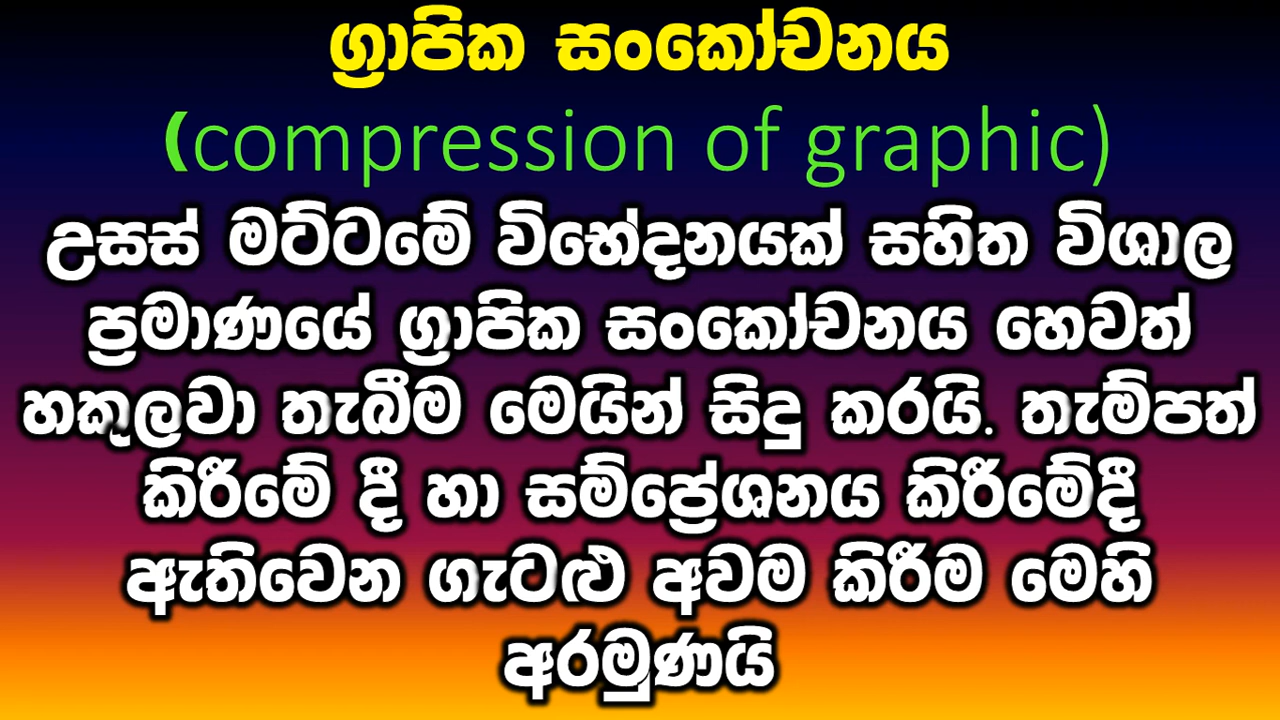 ග්‍රාපික සංකෝචනය
(compression of graphic)
උසස් මට්ටමේ විභේදනයක් සහිත විශාල
ප්‍රමාණයේ ග්‍රාපික සංකෝචනය හෙවත්
හකුලවා තැබීම මෙයින් සිදු කරයි. තැම්පත්
කිරීමේ දී හා සම්ප්‍රේශනය කිරීමේදී
ඇතිවෙන ගැටළු අවම කිරීම මෙහි
අරමුණයි